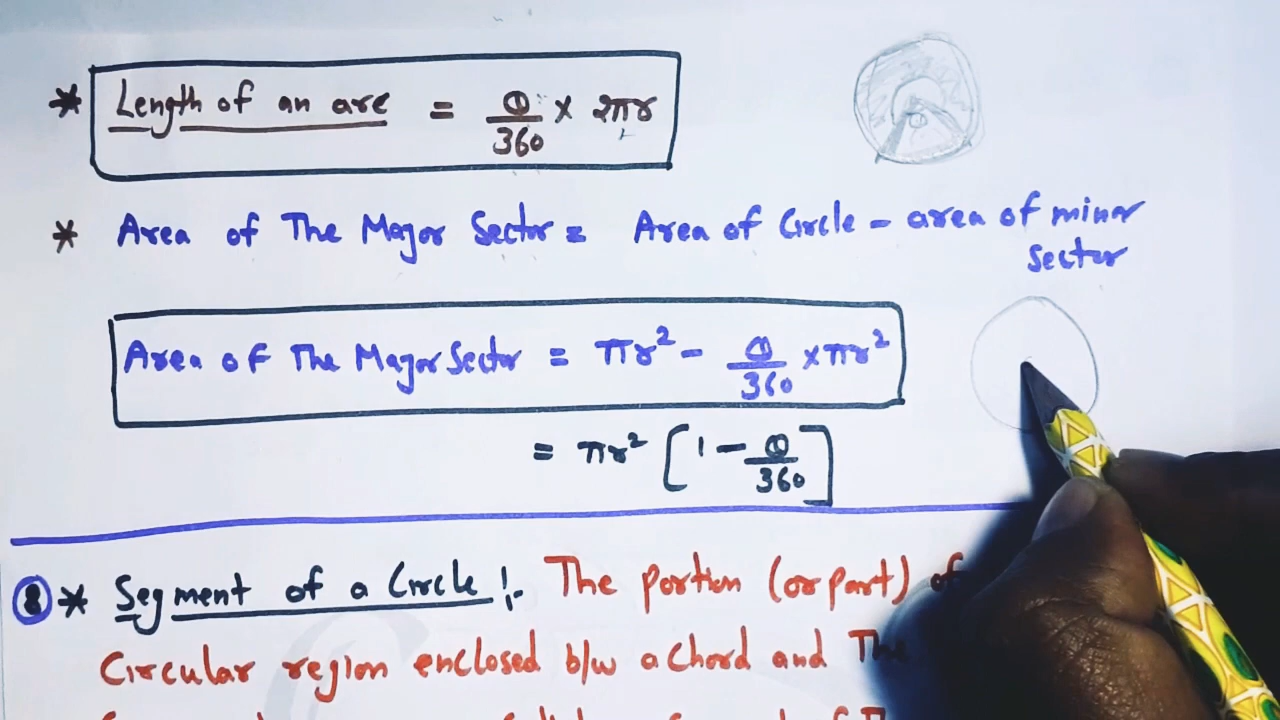 * Length of an arc = θ/360 × 2πr
* Area of The Major Sector = Area of Circle - area of minor
sector
Area of The Major Sector = πr² - θ/360 × πr²
= πr² [1 - θ/360]
8 * Segment of a Circle :- The portion (or part) of
Circular region enclosed b/w a chord and The